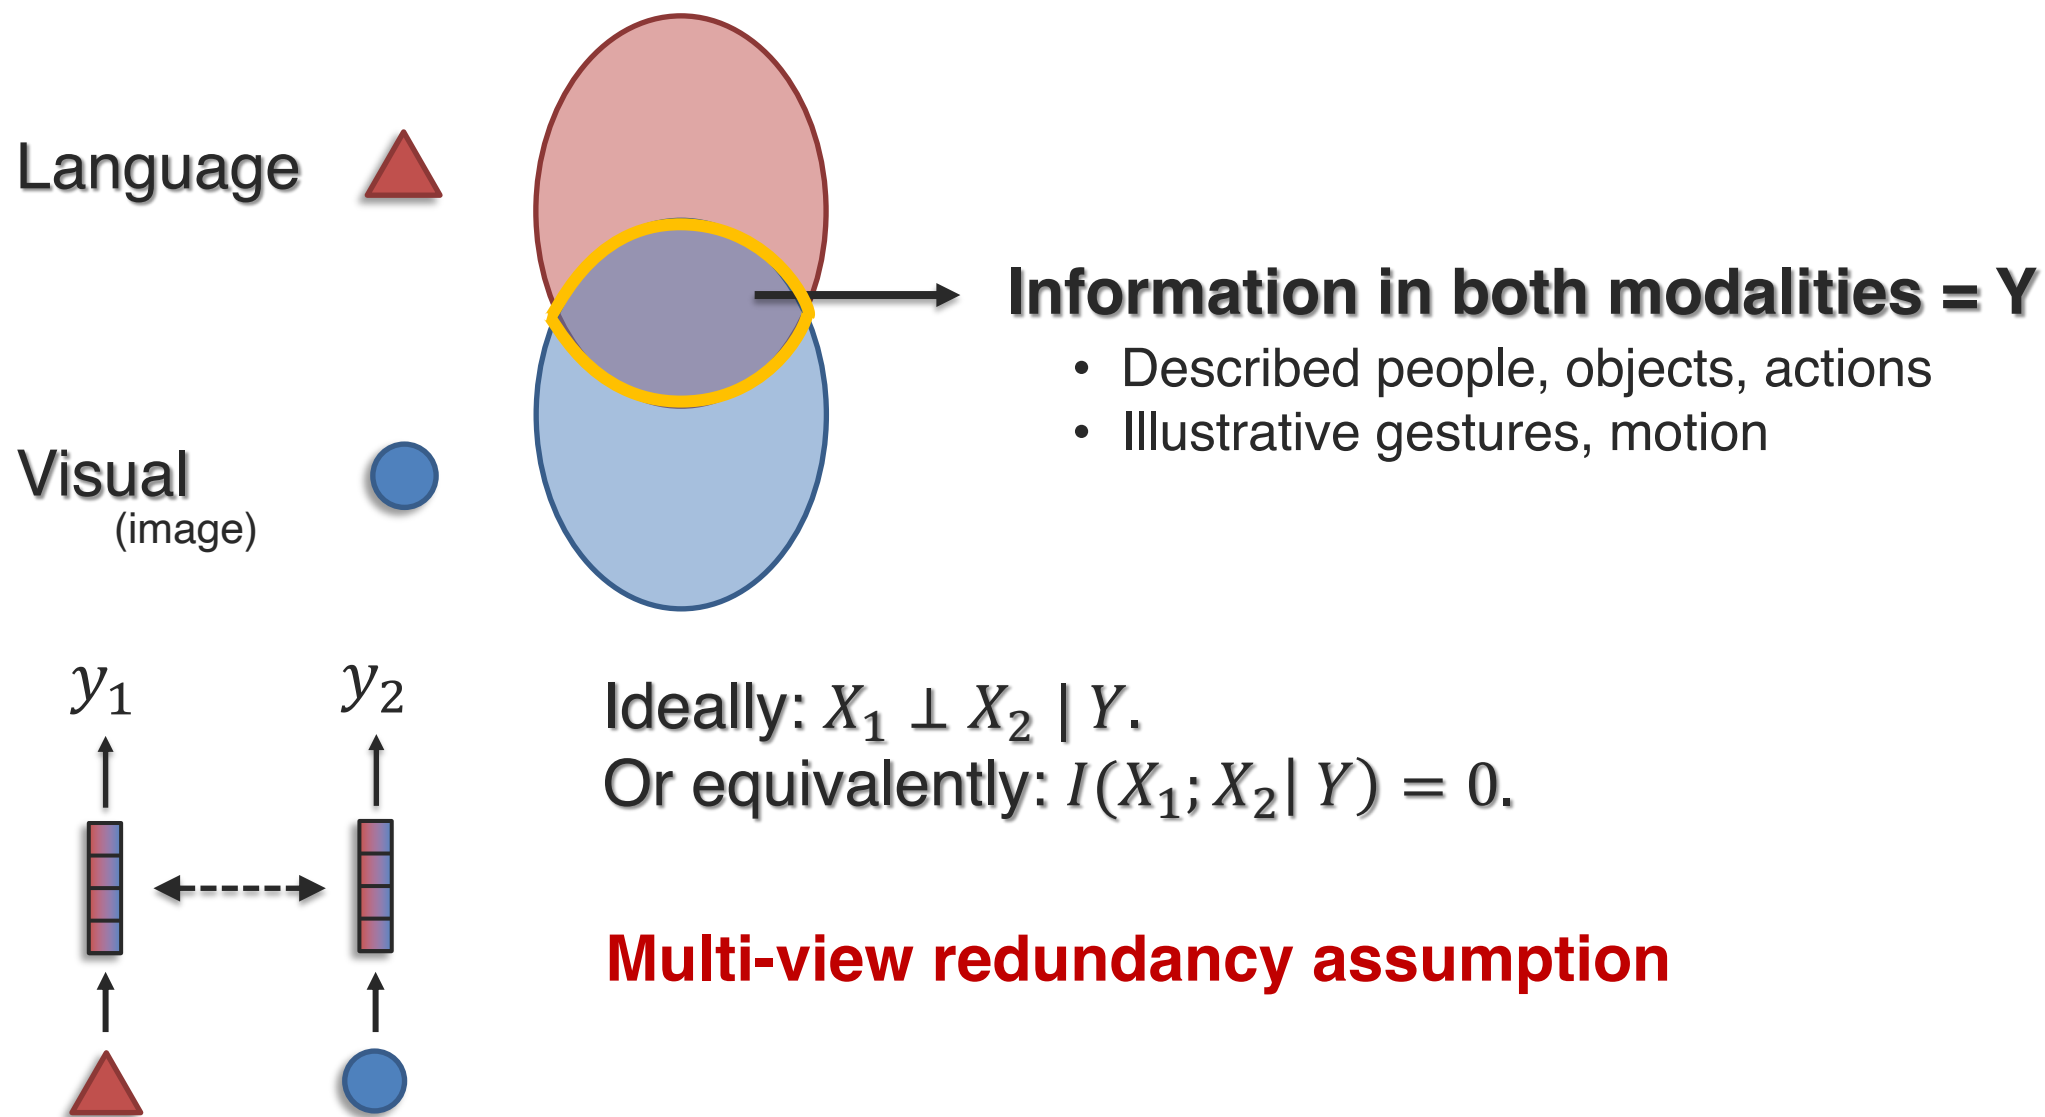 Language
Information in both modalities = Y
• Described people, objects, actions
• Illustrative gestures, motion
Visual
(image)
y₁ y₂
Ideally: X₁ ⊥ X₂ | Y.
Or equivalently: I(X₁; X₂| Y) = 0.
Multi-view redundancy assumption